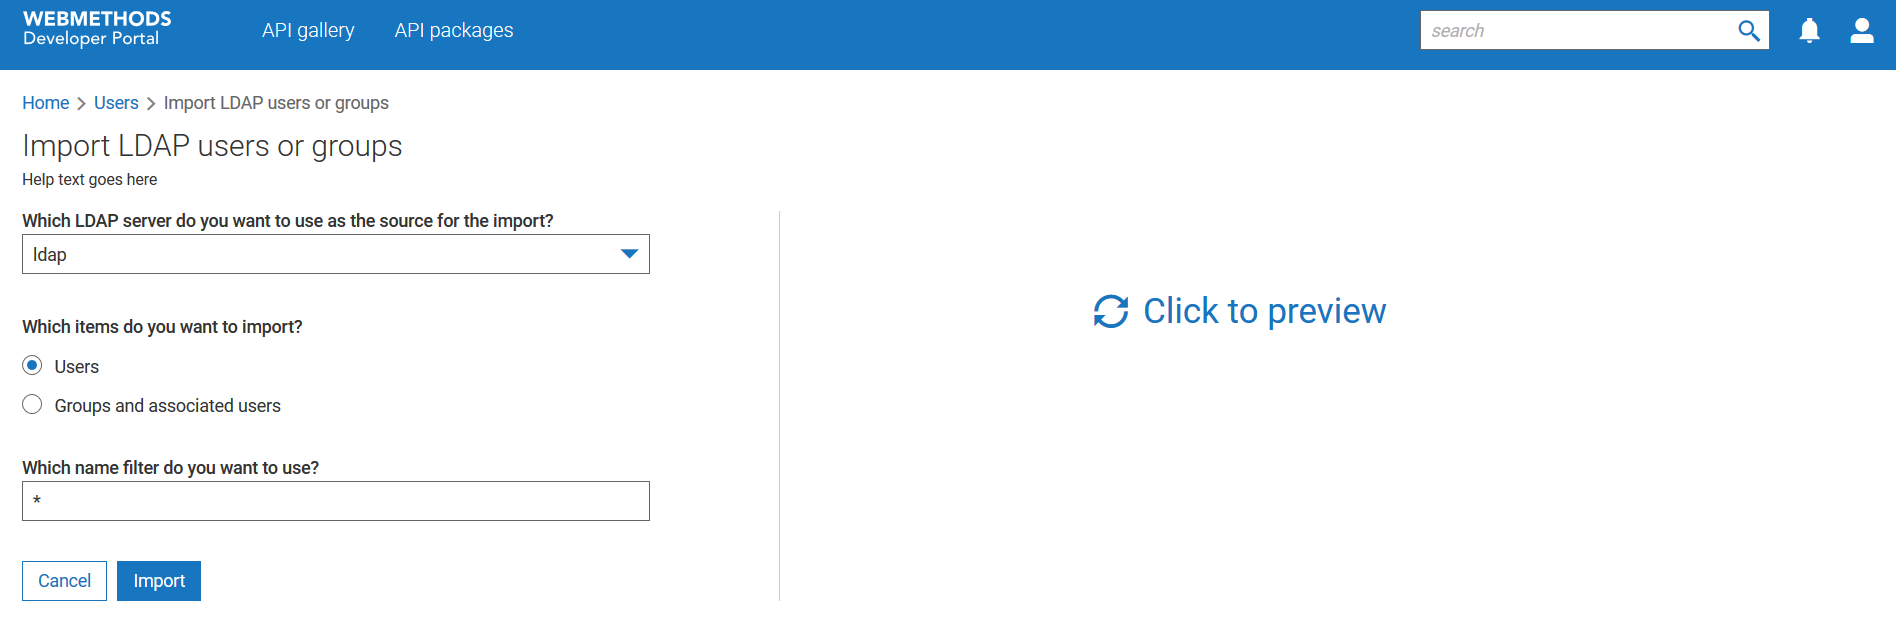 WEBMETHODS
Developer Portal
API gallery
API packages
search
Home > Users > Import LDAP users or groups
Import LDAP users or groups
Help text goes here
Which LDAP server do you want to use as the source for the import?
ldap
Click to preview
Which items do you want to import?
Users
Groups and associated users
Which name filter do you want to use?
*
Cancel
Import